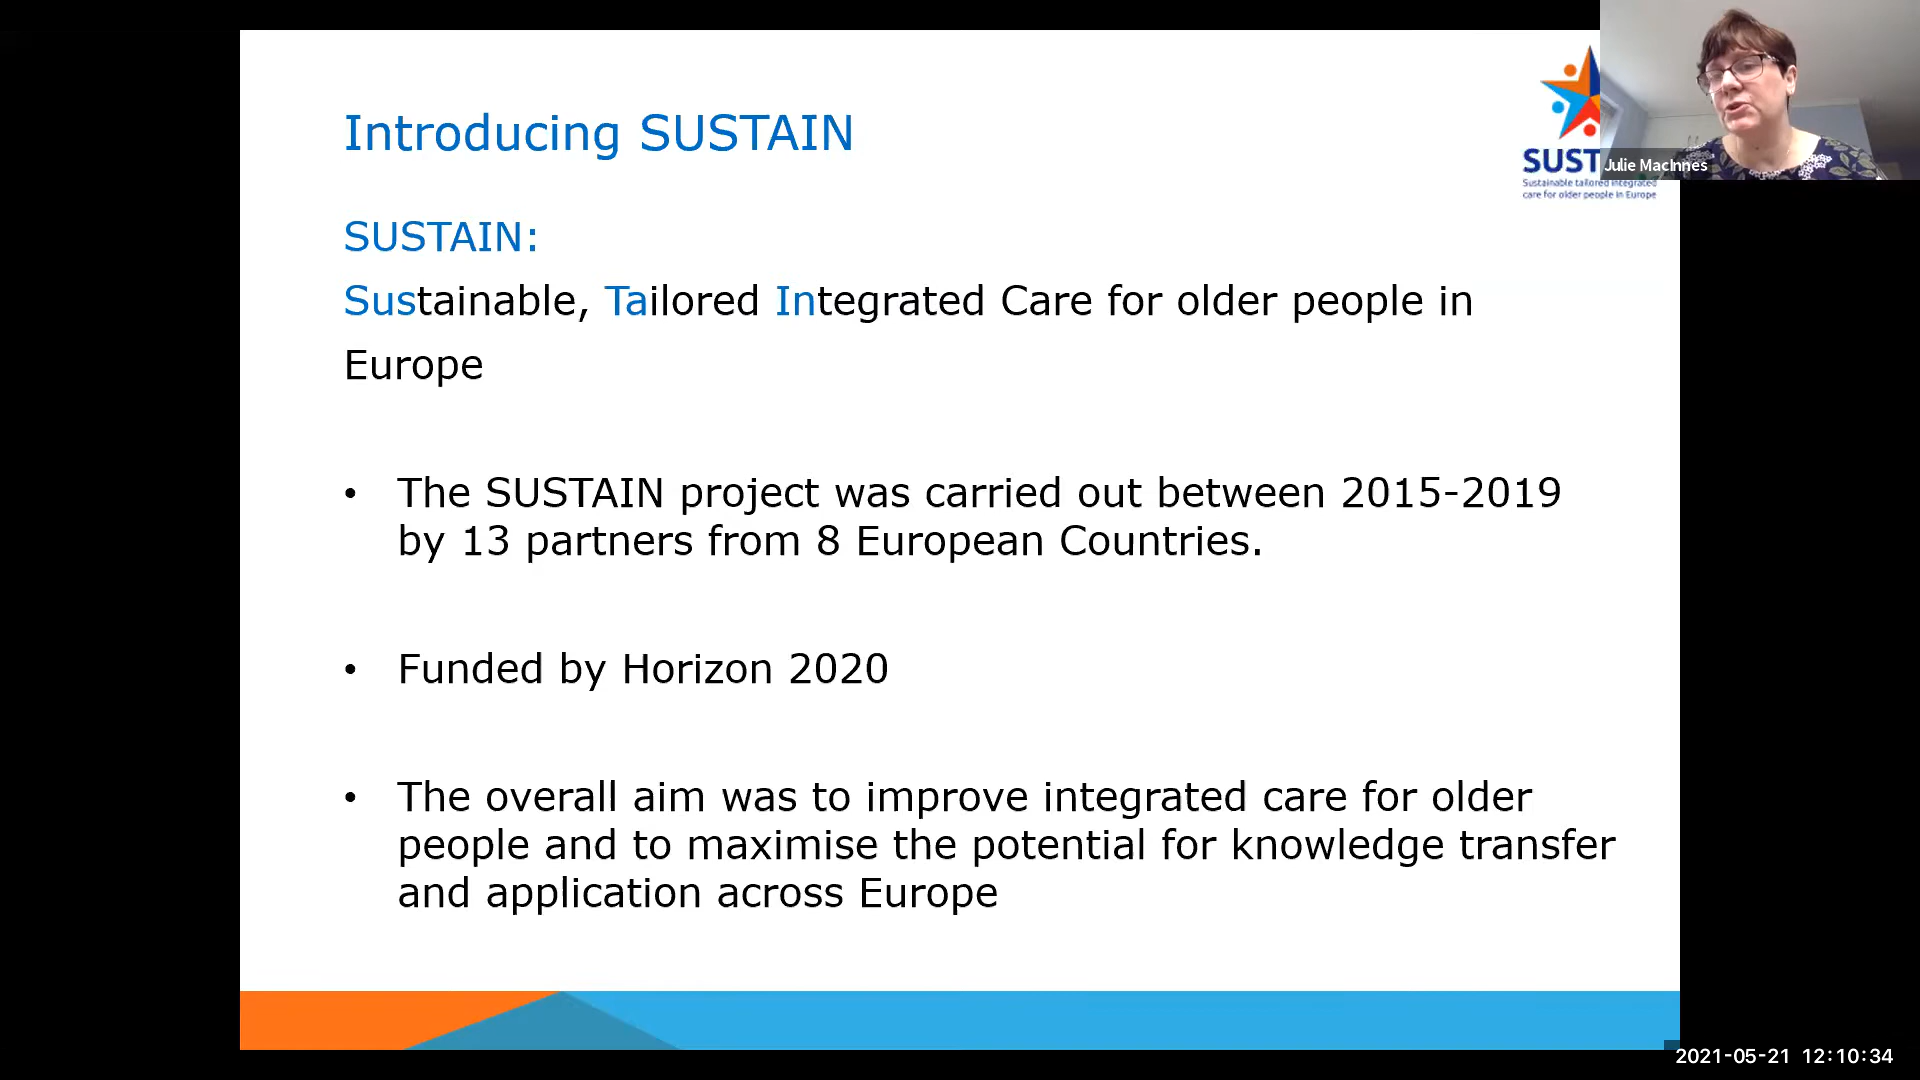 Introducing SUSTAIN
SUST
Sustainable tailored integrated
care for older people in Europe
Julie MacInnes
SUSTAIN:
Sustainable, Tailored Integrated Care for older people in
Europe
• The SUSTAIN project was carried out between 2015-2019
by 13 partners from 8 European Countries.
• Funded by Horizon 2020
• The overall aim was to improve integrated care for older
people and to maximise the potential for knowledge transfer
and application across Europe
2021-05-21 12:10:34